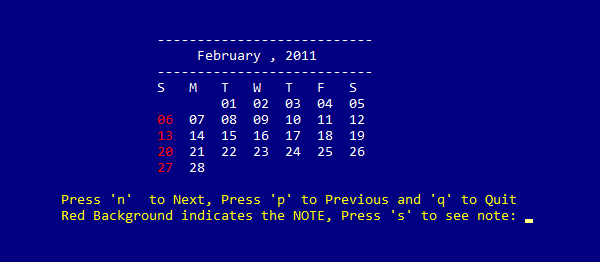 ---------------------------
February , 2011
---------------------------
S M T W T F S
01 02 03 04 05
06 07 08 09 10 11 12
13 14 15 16 17 18 19
20 21 22 23 24 25 26
27 28
Press 'n'  to Next, Press 'p' to Previous and 'q' to Quit
Red Background indicates the NOTE, Press 's' to see note: _